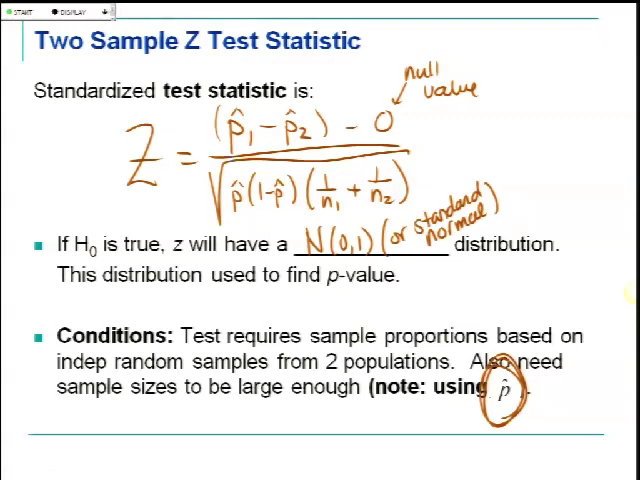 START DISPLAY
Two Sample Z Test Statistic
null
value
Standardized test statistic is:
Z = (p̂₁ − p̂₂) − 0 / √(p̂(1−p̂)(1/n₁ + 1/n₂))
If H₀ is true, z will have a N(0,1) (or standard normal) distribution.
This distribution used to find p-value.
Conditions: Test requires sample proportions based on
indep random samples from 2 populations. Also need
sample sizes to be large enough (note: using p̂).